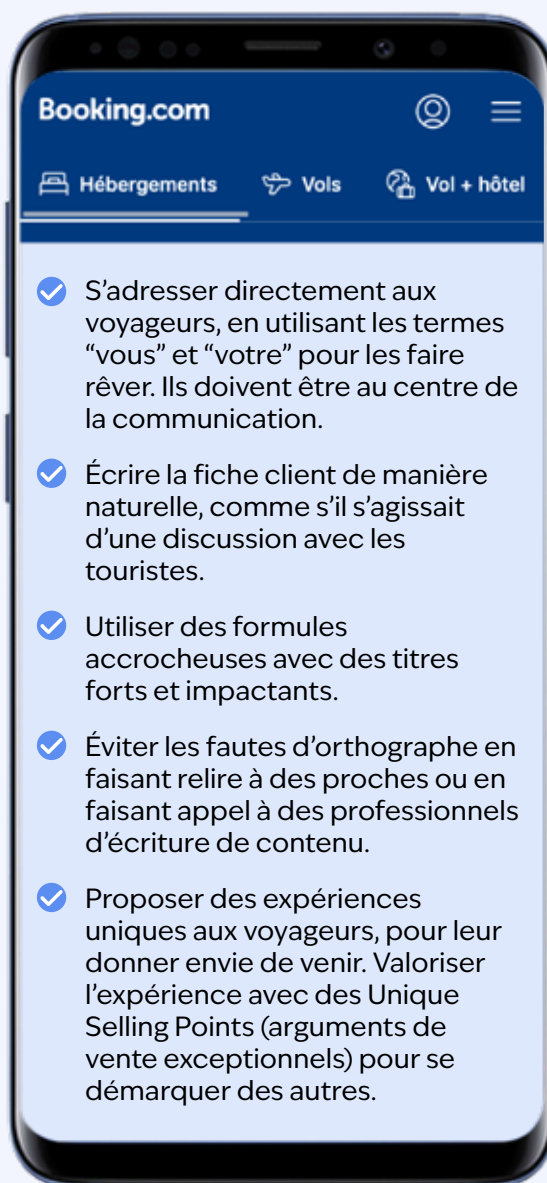 Booking.com
Hébergements Vols Vol + hôtel
S’adresser directement aux
voyageurs, en utilisant les termes
“vous” et “votre” pour les faire
rêver. Ils doivent être au centre de
la communication.
Écrire la fiche client de manière
naturelle, comme s’il s’agissait
d’une discussion avec les
touristes.
Utiliser des formules
accrocheuses avec des titres
forts et impactants.
Éviter les fautes d’orthographe en
faisant relire à des proches ou en
faisant appel à des professionnels
d’écriture de contenu.
Proposer des expériences
uniques aux voyageurs, pour leur
donner envie de venir. Valoriser
l’expérience avec des Unique
Selling Points (arguments de
vente exceptionnels) pour se
démarquer des autres.